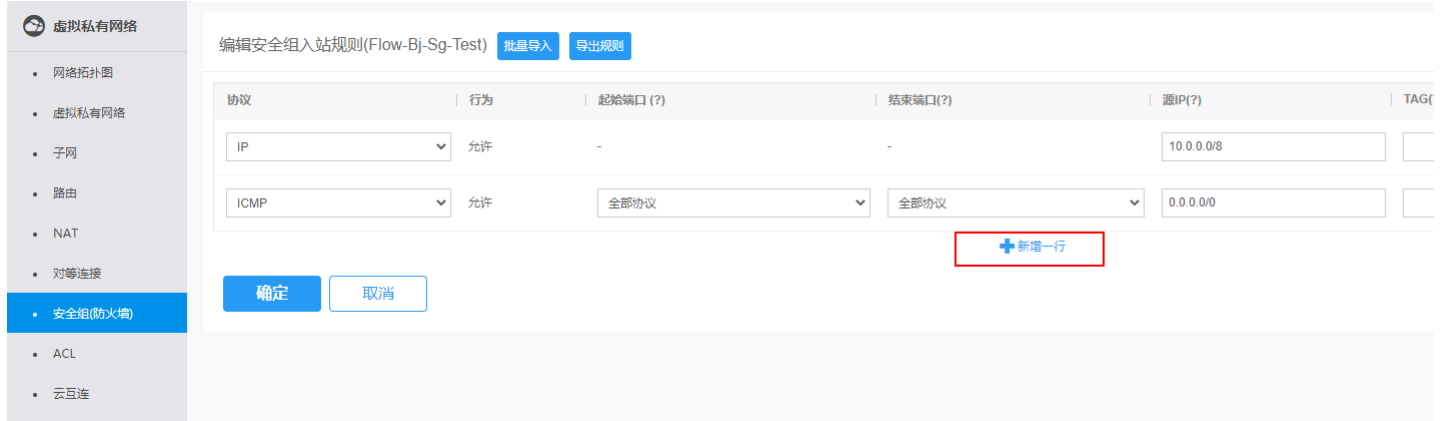 虚拟私有网络
网络拓扑图
虚拟私有网络
子网
路由
NAT
对等连接
安全组(防火墙)
ACL
云互连
编辑安全组入站规则(Flow-Bj-Sg-Test) 批量导入 导出规则
协议 行为 起始端口 (?) 结束端口(?) 源IP(?) TAG(
IP 允许 - - 10.0.0.0/8
ICMP 允许 全部协议 全部协议 0.0.0.0/0
新增一行
确定 取消